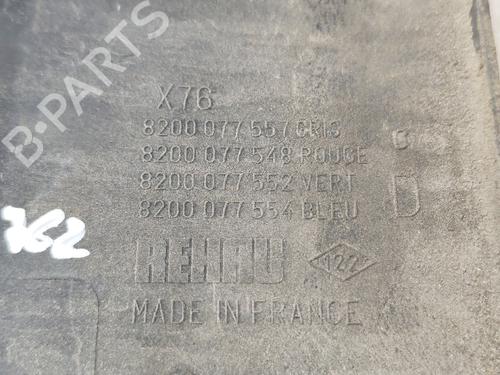 B-PARTS
X76
8200 077 557 GRIS
8200 077 548 ROUGE
8200 077 552 VERT
8200 077 554 BLEU
D
762
REHAU
122
MADE IN FRANCE